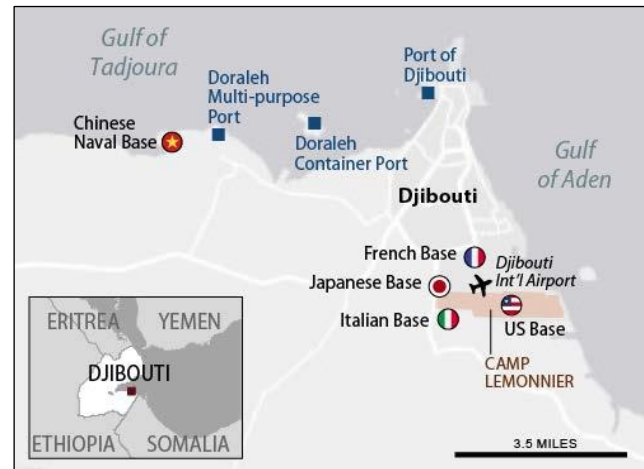 Gulf of
Tadjoura
Port of
Djibouti
Doraleh
Multi-purpose
Port
Chinese
Naval Base
Doraleh
Container Port
Gulf
of Aden
Djibouti
French Base
Djibouti
Int'l Airport
Japanese Base
Italian Base
US Base
CAMP
LEMONNIER
ERITREA
YEMEN
DJIBOUTI
ETHIOPIA
SOMALIA
3.5 MILES